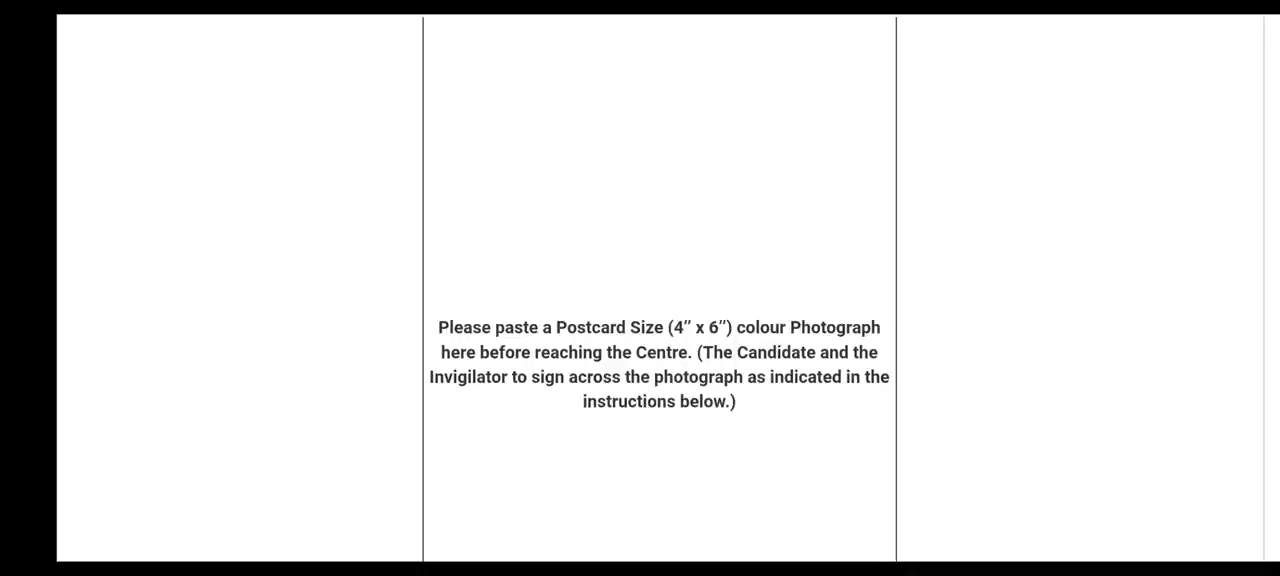 Please paste a Postcard Size (4’’ x 6’’) colour Photograph
here before reaching the Centre. (The Candidate and the
Invigilator to sign across the photograph as indicated in the
instructions below.)